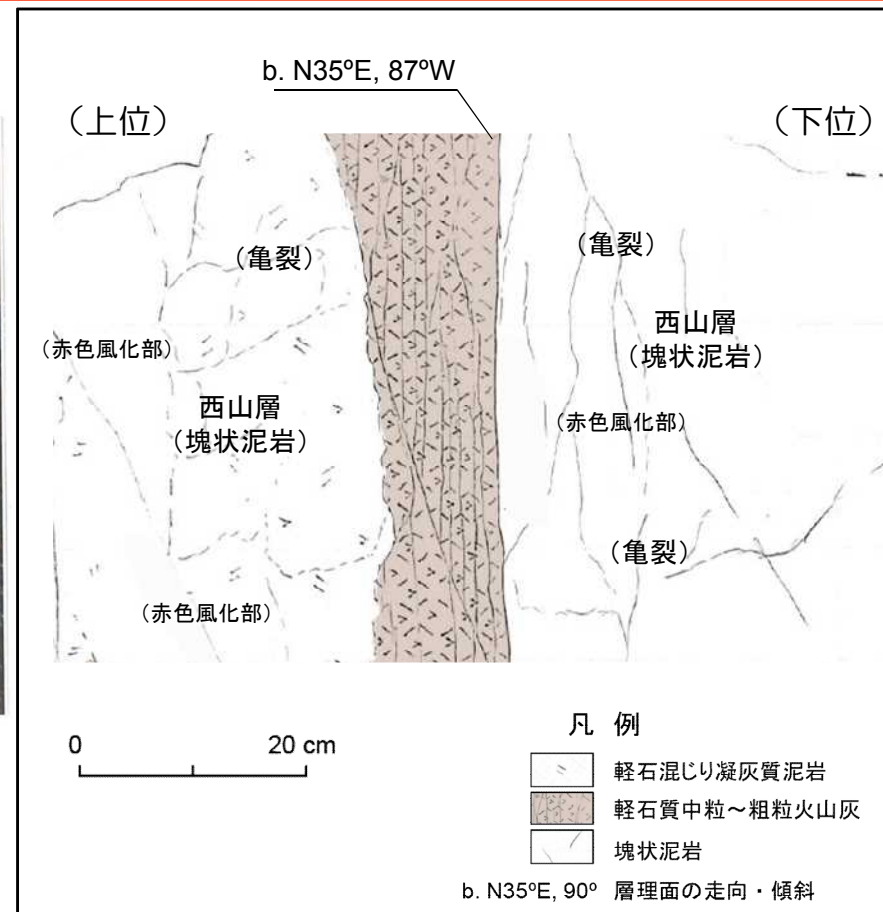 b. N35°E, 87°W
（上位）
（下位）
（亀裂）
（亀裂）
（赤色風化部）
西山層
（塊状泥岩）
西山層
（塊状泥岩）
（赤色風化部）
（亀裂）
（赤色風化部）
0 20 cm
凡 例
軽石混じり凝灰質泥岩
軽石質中粒～粗粒火山灰
塊状泥岩
b. N35°E, 90° 層理面の走向・傾斜